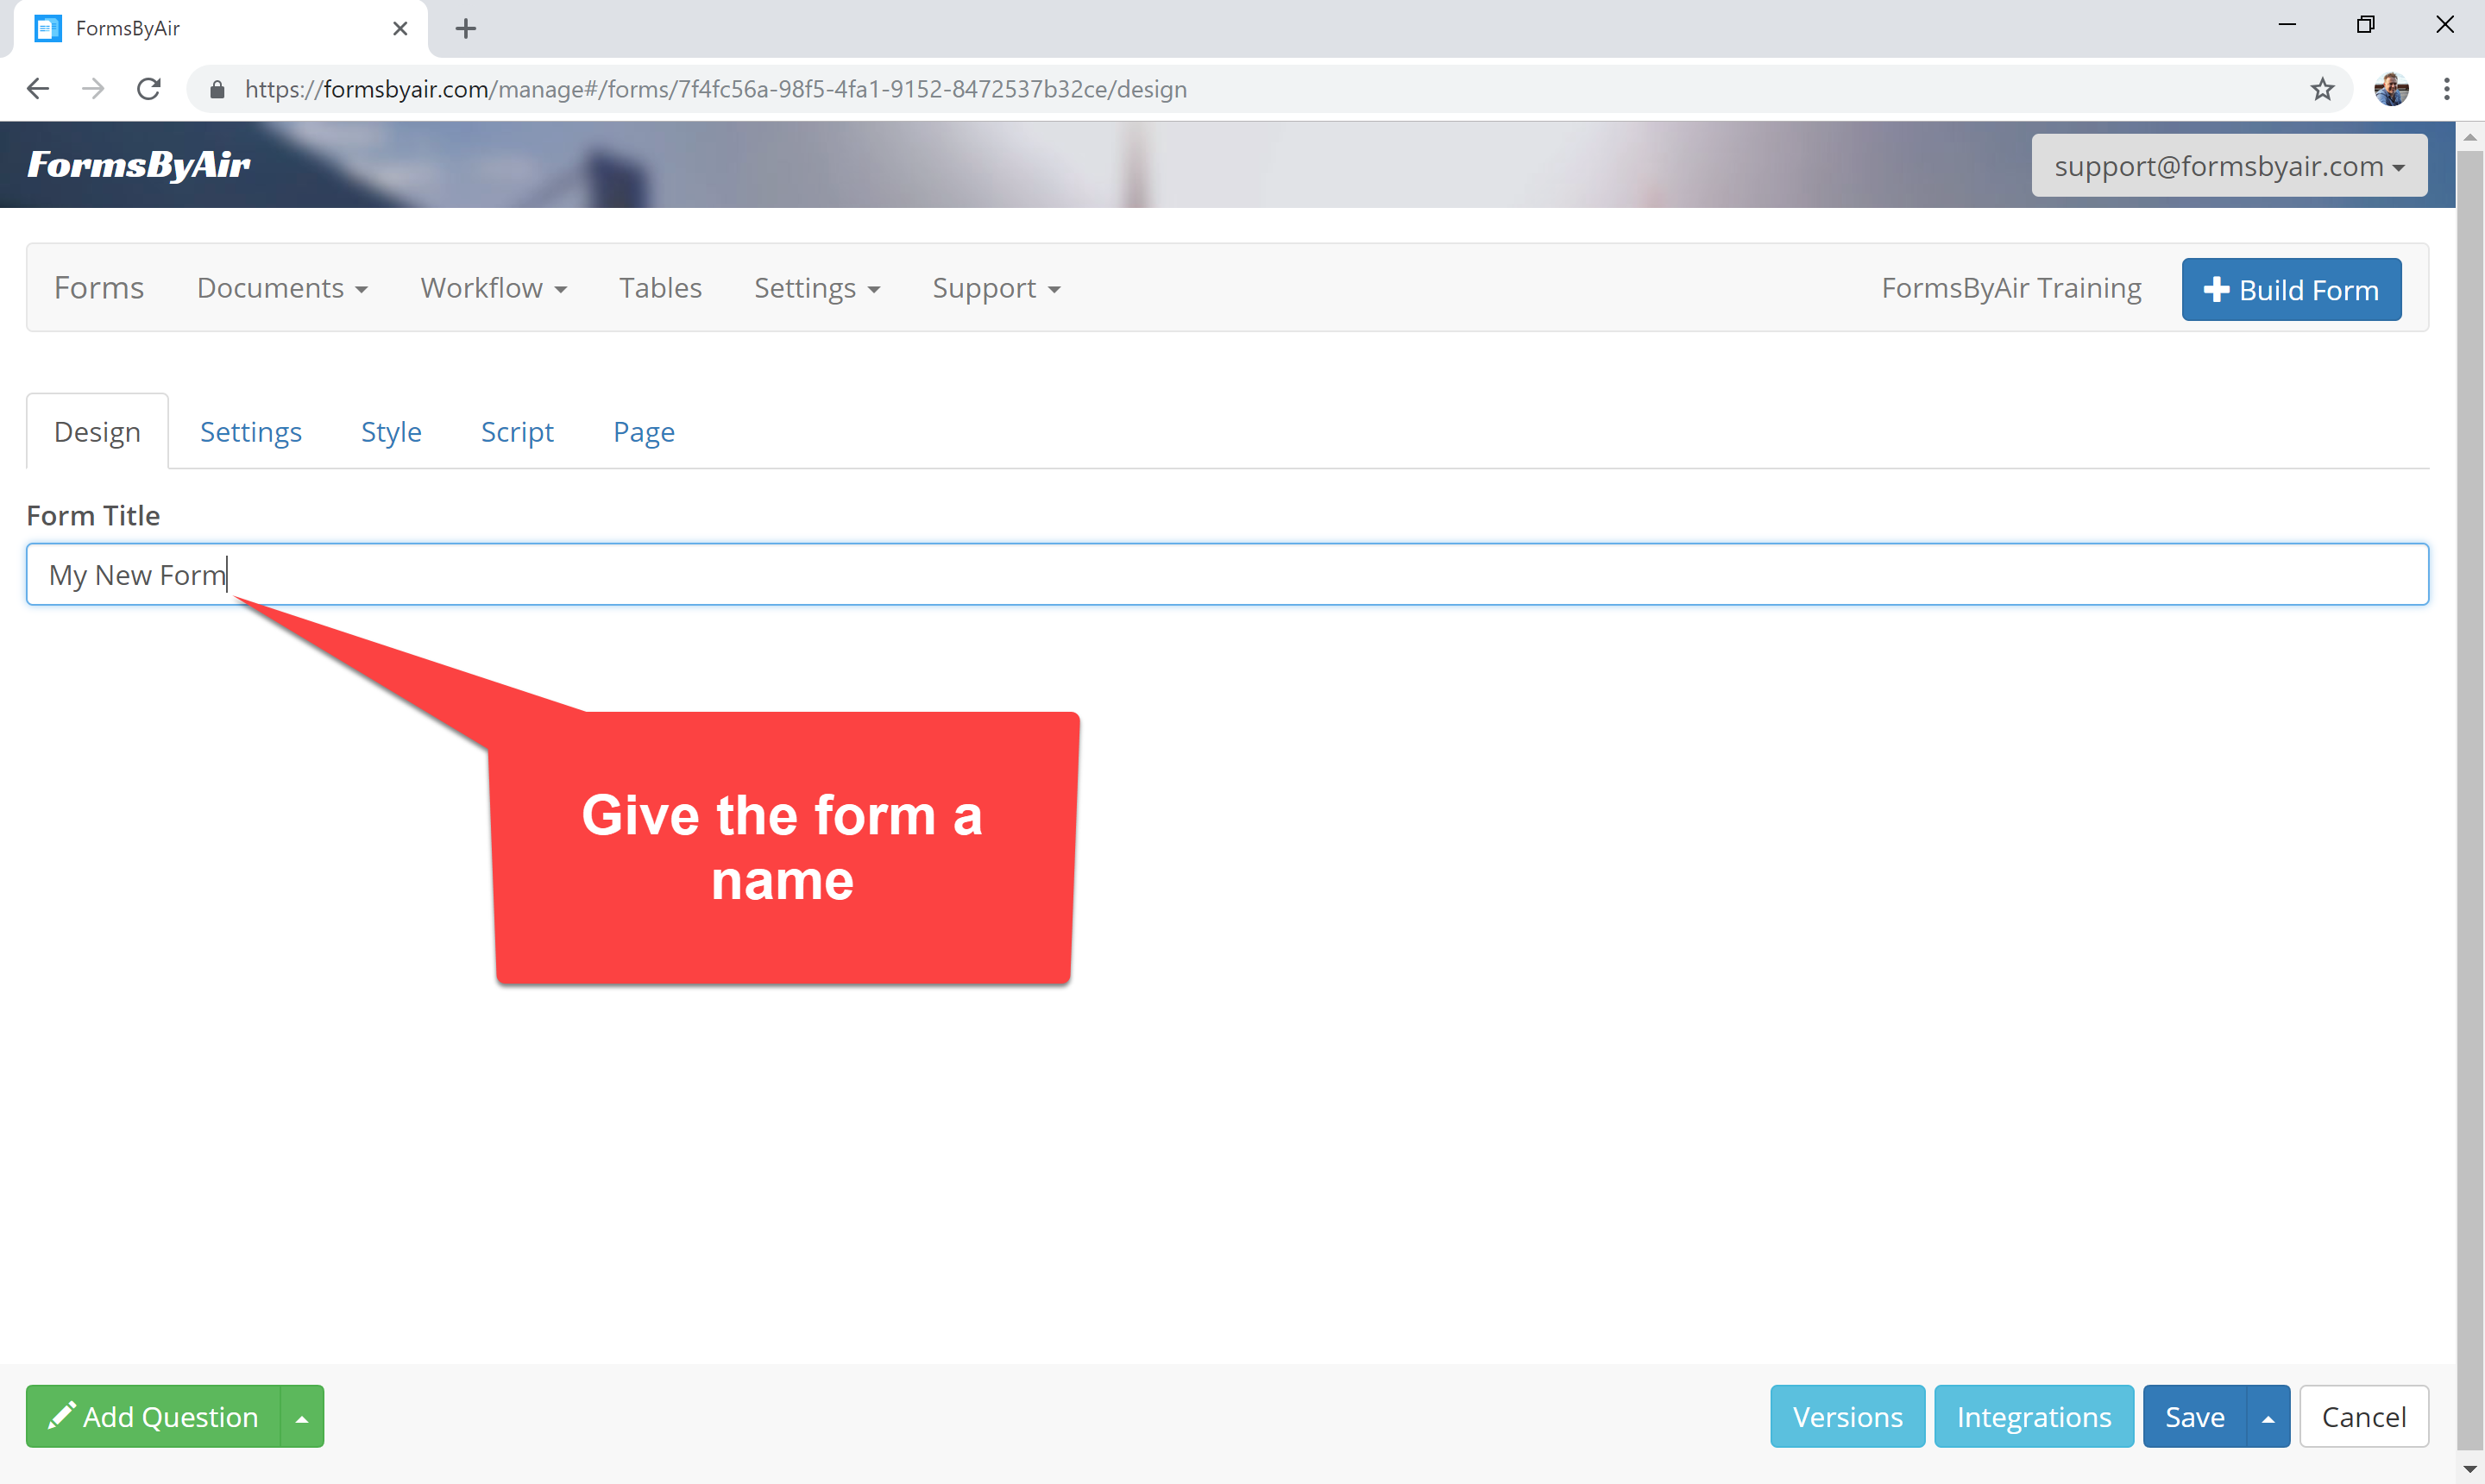 FormsByAir
https://formsbyair.com/manage#/forms/7f4fc56a-98f5-4fa1-9152-8472537b32ce/design
FormsByAir
support@formsbyair.com
Forms Documents Workflow Tables Settings Support FormsByAir Training Build Form
Design Settings Style Script Page
Form Title
My New Form
Give the form a
name
Add Question Versions Integrations Save Cancel